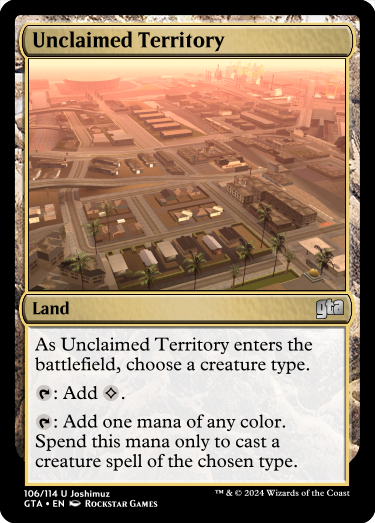 Unclaimed Territory
Land
gta
As Unclaimed Territory enters the
battlefield, choose a creature type.
: Add .
: Add one mana of any color.
Spend this mana only to cast a
creature spell of the chosen type.
106/114 U Joshimuz
GTA • EN Rockstar Games
™ & © 2024 Wizards of the Coast